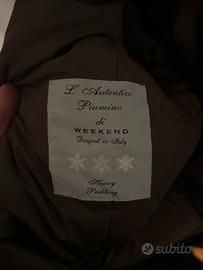 L'Autentico
Piumino
di
WEEKEND
Designed in Italy
Heavy
Padding
subito